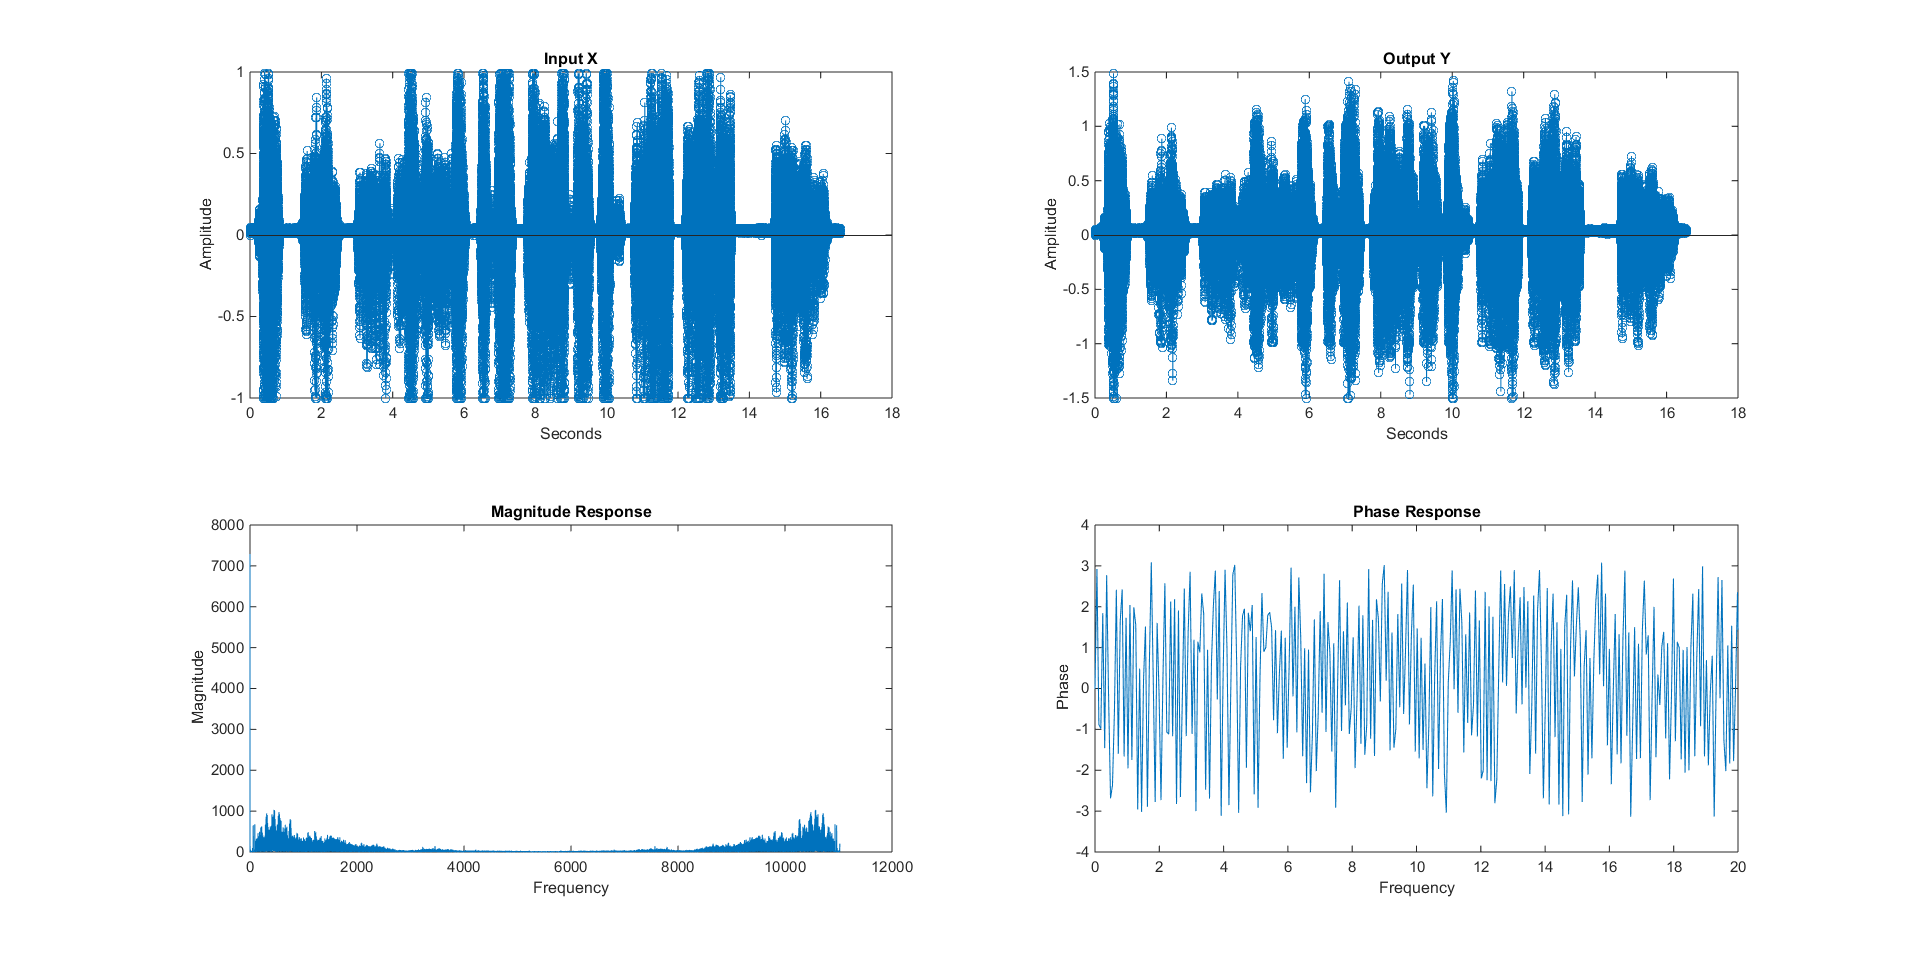 Input X
1
0.5
0
-0.5
-1
Amplitude
0 2 4 6 8 10 12 14 16 18
Seconds
Output Y
1.5
1
0.5
0
-0.5
-1
-1.5
Amplitude
0 2 4 6 8 10 12 14 16 18
Seconds
Magnitude Response
8000
7000
6000
5000
4000
3000
2000
1000
0
Magnitude
0 2000 4000 6000 8000 10000 12000
Frequency
Phase Response
4
3
2
1
0
-1
-2
-3
-4
Phase
0 2 4 6 8 10 12 14 16 18 20
Frequency